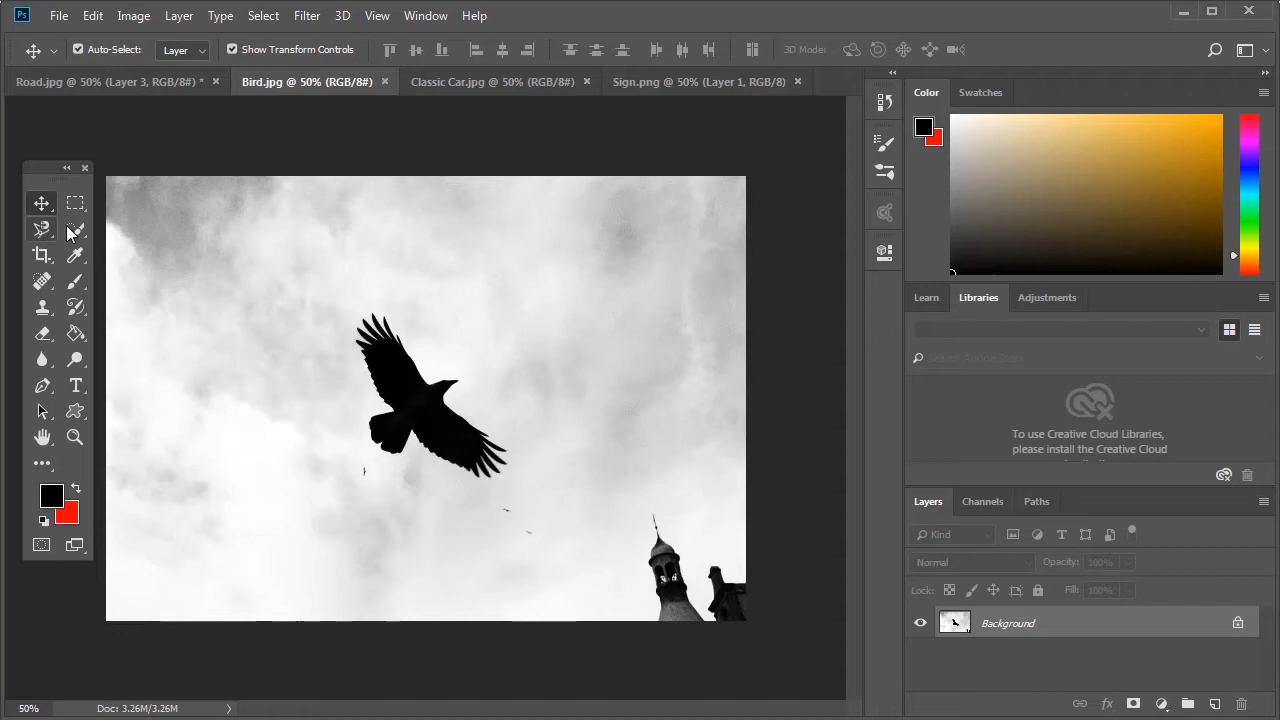 Ps File Edit Image Layer Type Select Filter 3D View Window Help
Auto-Select: Layer Show Transform Controls 3D Mode:
Road.jpg @ 50% (Layer 3, RGB/8#) * Bird.jpg @ 50% (RGB/8#) Classic Car.jpg @ 50% (RGB/8#) Sign.png @ 50% (Layer 1, RGB/8)
Color Swatches
Learn Libraries Adjustments
Search Adobe Stock
To use Creative Cloud Libraries,
please install the Creative Cloud
Layers Channels Paths
Kind
Normal Opacity: 100%
Lock: Fill: 100%
Background
50% Doc: 3.26M/3.26M